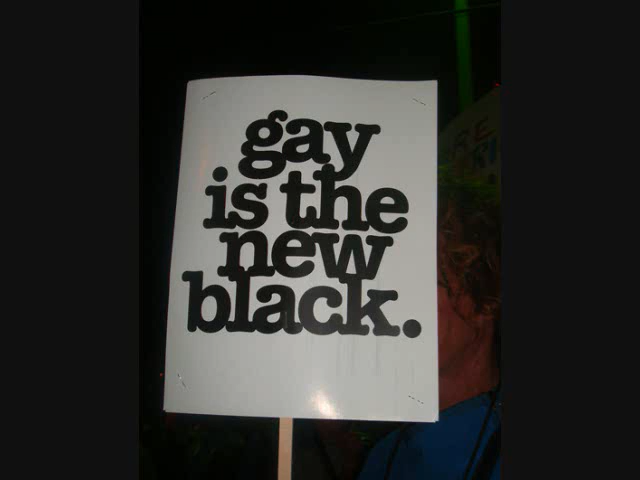 gay
is the
new
black.